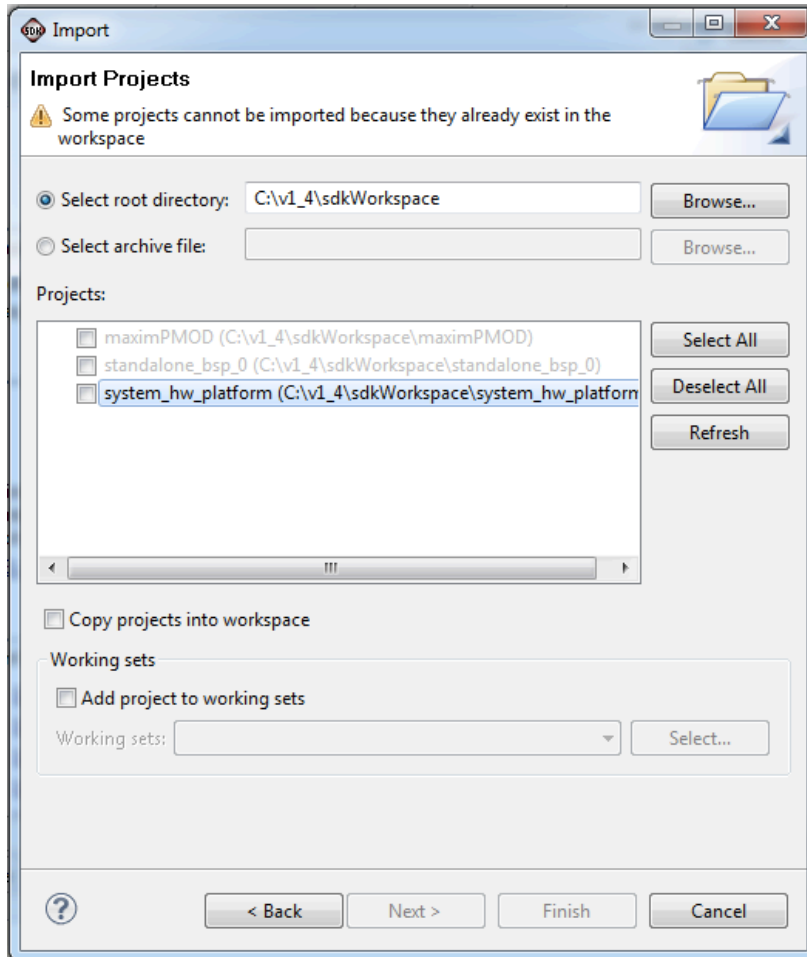 SDK Import
Import Projects
Some projects cannot be imported because they already exist in the
workspace
Select root directory: C:\v1_4\sdkWorkspace Browse...
Select archive file: Browse...
Projects:
maximPMOD (C:\v1_4\sdkWorkspace\maximPMOD) Select All
standalone_bsp_0 (C:\v1_4\sdkWorkspace\standalone_bsp_0)
system_hw_platform (C:\v1_4\sdkWorkspace\system_hw_platform Deselect All
Refresh
Copy projects into workspace
Working sets
Add project to working sets
Working sets: Select...
? < Back Next > Finish Cancel